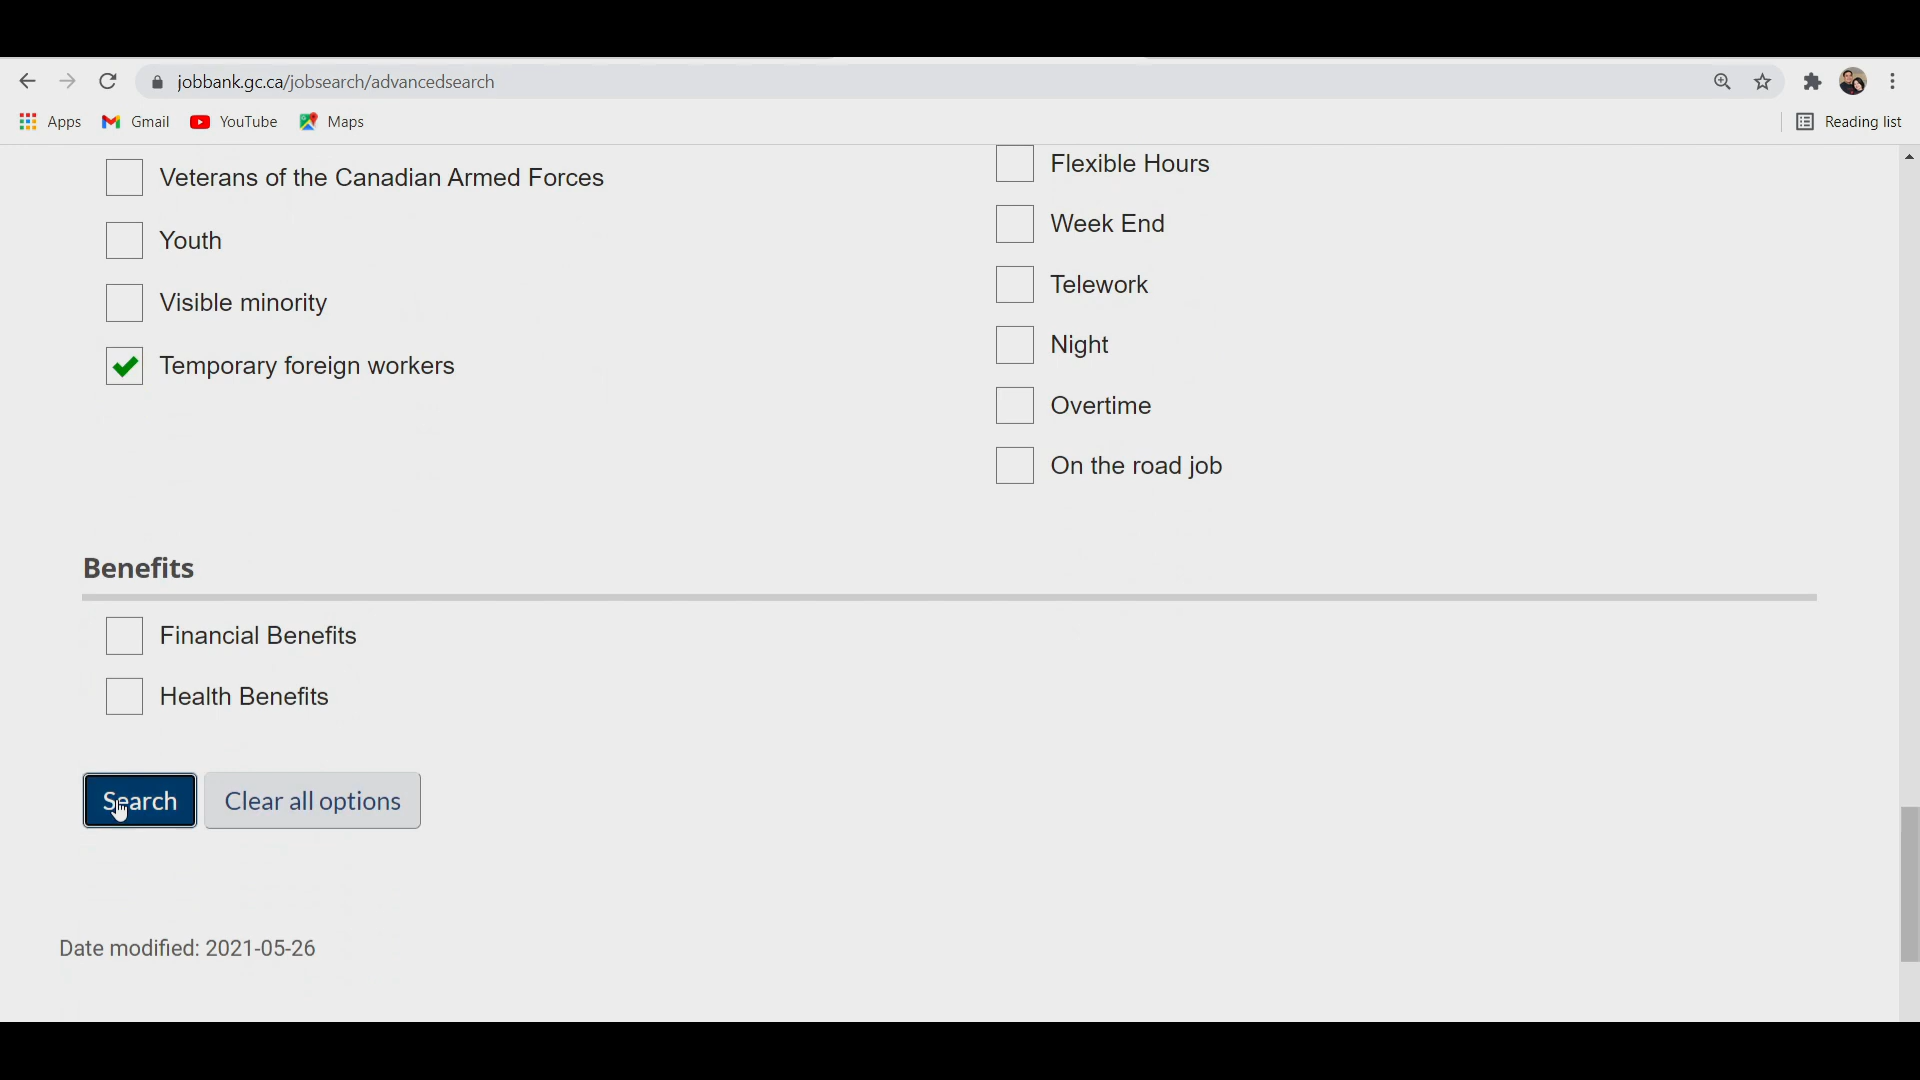 jobbank.gc.ca/jobsearch/advancedsearch
Apps Gmail YouTube Maps Reading list
Veterans of the Canadian Armed Forces
Youth
Visible minority
Temporary foreign workers
Flexible Hours
Week End
Telework
Night
Overtime
On the road job
Benefits
Financial Benefits
Health Benefits
Search Clear all options
Date modified: 2021-05-26